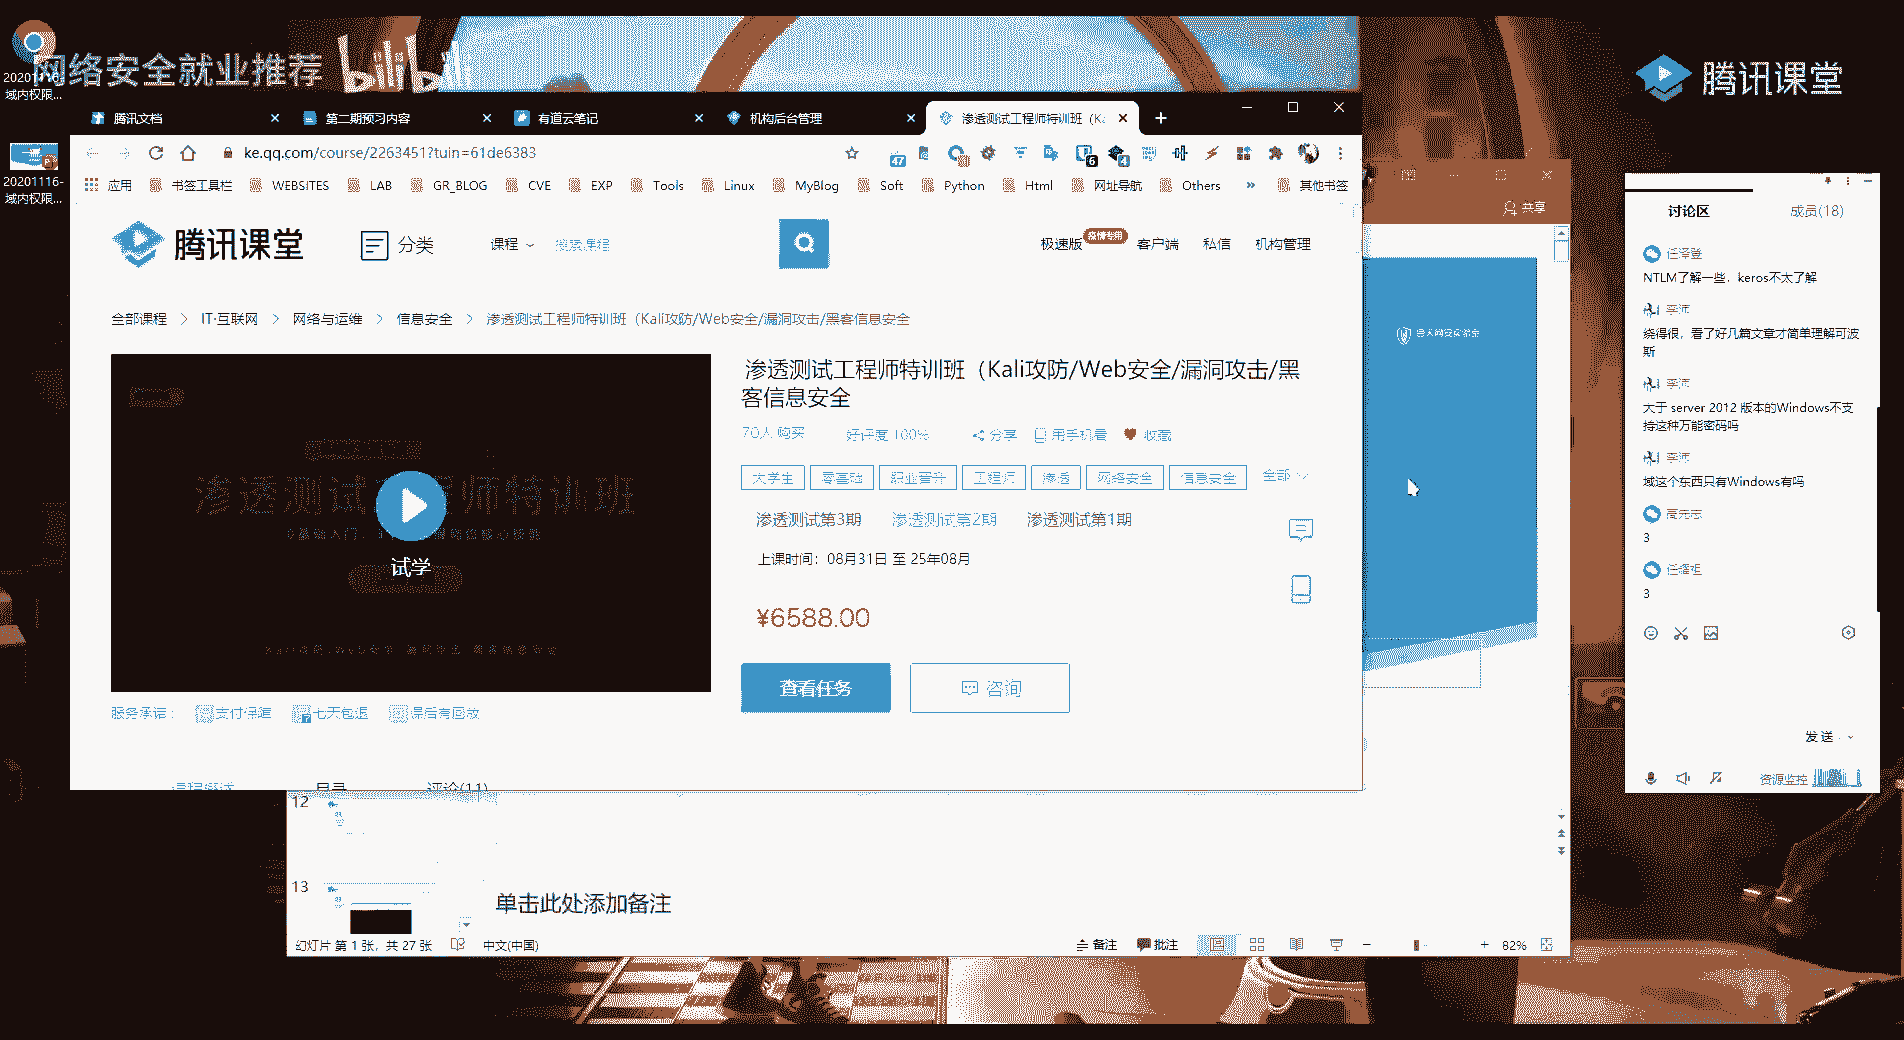 网络安全就业推荐
bilibili
腾讯课堂
20201116-
域内权限...
20201116-
域内权限...
腾讯文档
第二期预习内容
有道云笔记
机构后台管理
渗透测试工程师特训班（Ka
ke.qq.com/course/2263451?tuin=61de6383
应用
书签工具栏
WEBSITES
LAB
GR_BLOG
CVE
EXP
Tools
Linux
MyBlog
Soft
Python
Html
网址导航
Others
»
其他书签
腾讯课堂
分类
课程
搜索课程
极速版
疫情专用
客户端
私信
机构管理
全部课程 > IT·互联网 > 网络与运维 > 信息安全 > 渗透测试工程师特训班（Kali攻防/Web安全/漏洞攻击/黑客信息安全
渗透测试工程师特训班
试学
渗透测试工程师特训班（Kali攻防/Web安全/漏洞攻击/黑
客信息安全
70人 购买
好评度 100%
分享
用手机看
收藏
大学生
零基础
职业晋升
工程师
渗透
网络安全
信息安全
全部
渗透测试第3期
渗透测试第2期
渗透测试第1期
上课时间：08月31日 至 25年08月
¥6588.00
查看任务
咨询
服务承诺：
支付保障
七天包退
课后有回放
目录
评论(11)
共享
讨论区
成员(18)
NTLM了解一些，keros不太了解
绕得很，看了好几篇文章才简单理解可波
斯
大于 server 2012 版本的Windows不支
持这种万能密码吗
域这个东西只有Windows有吗
3
3
发送
资源监控
12
13
单击此处添加备注
幻灯片 第 1 张，共 27 张
中文(中国)
备注
批注
82%